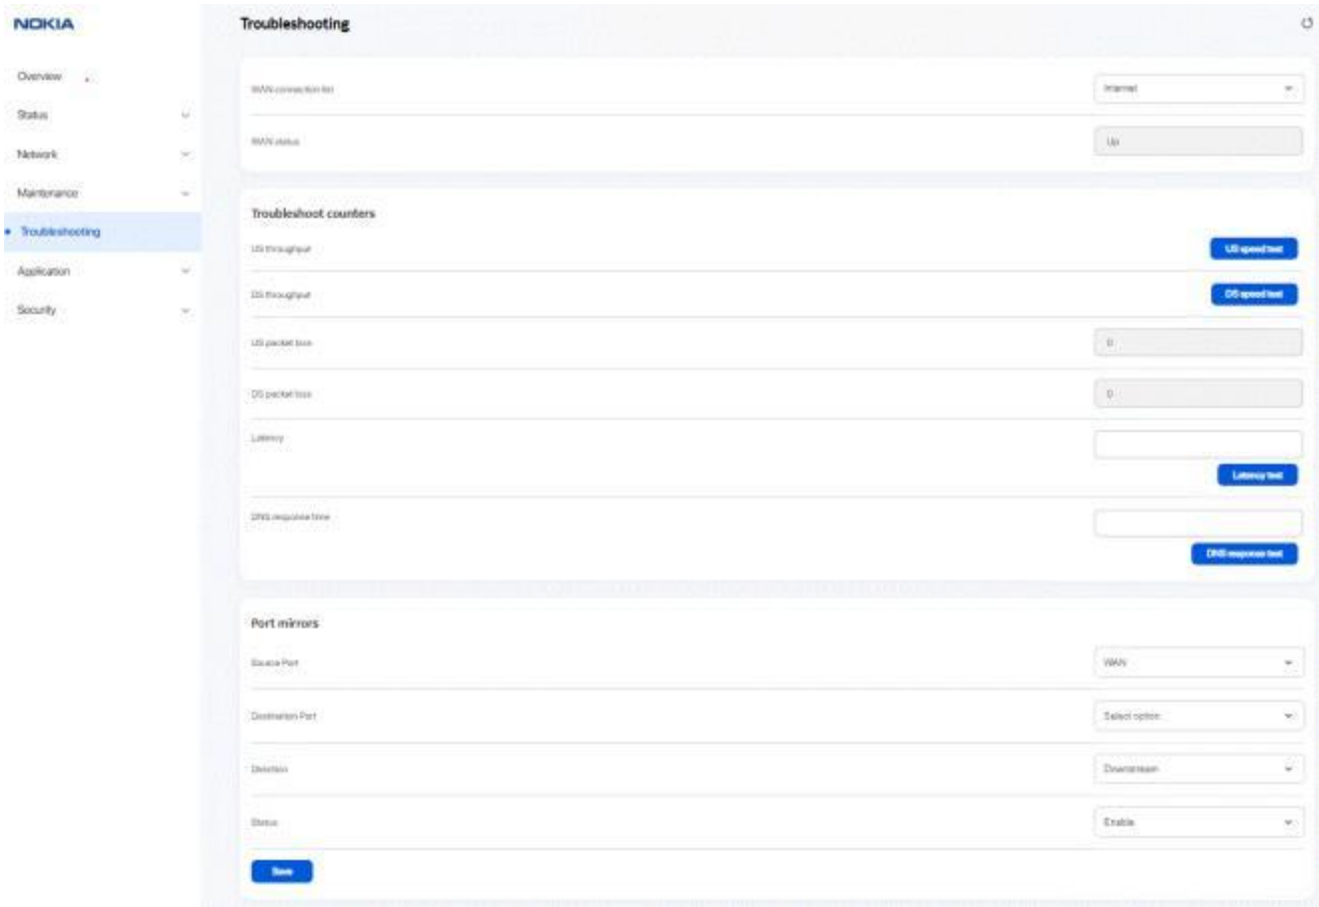 NOKIA
Troubleshooting
Overview
Status
Network
Maintenance
Troubleshooting
Application
Security
WAN connection list
Internet
WAN status
Up
Troubleshoot counters
US throughput
US speed test
DS throughput
DS speed test
US packet loss
0
DS packet loss
0
Latency
Latency test
DNS response time
DNS response test
Port mirrors
Source Port
WAN
Destination Port
Select option
Direction
Downstream
Status
Enable
Save